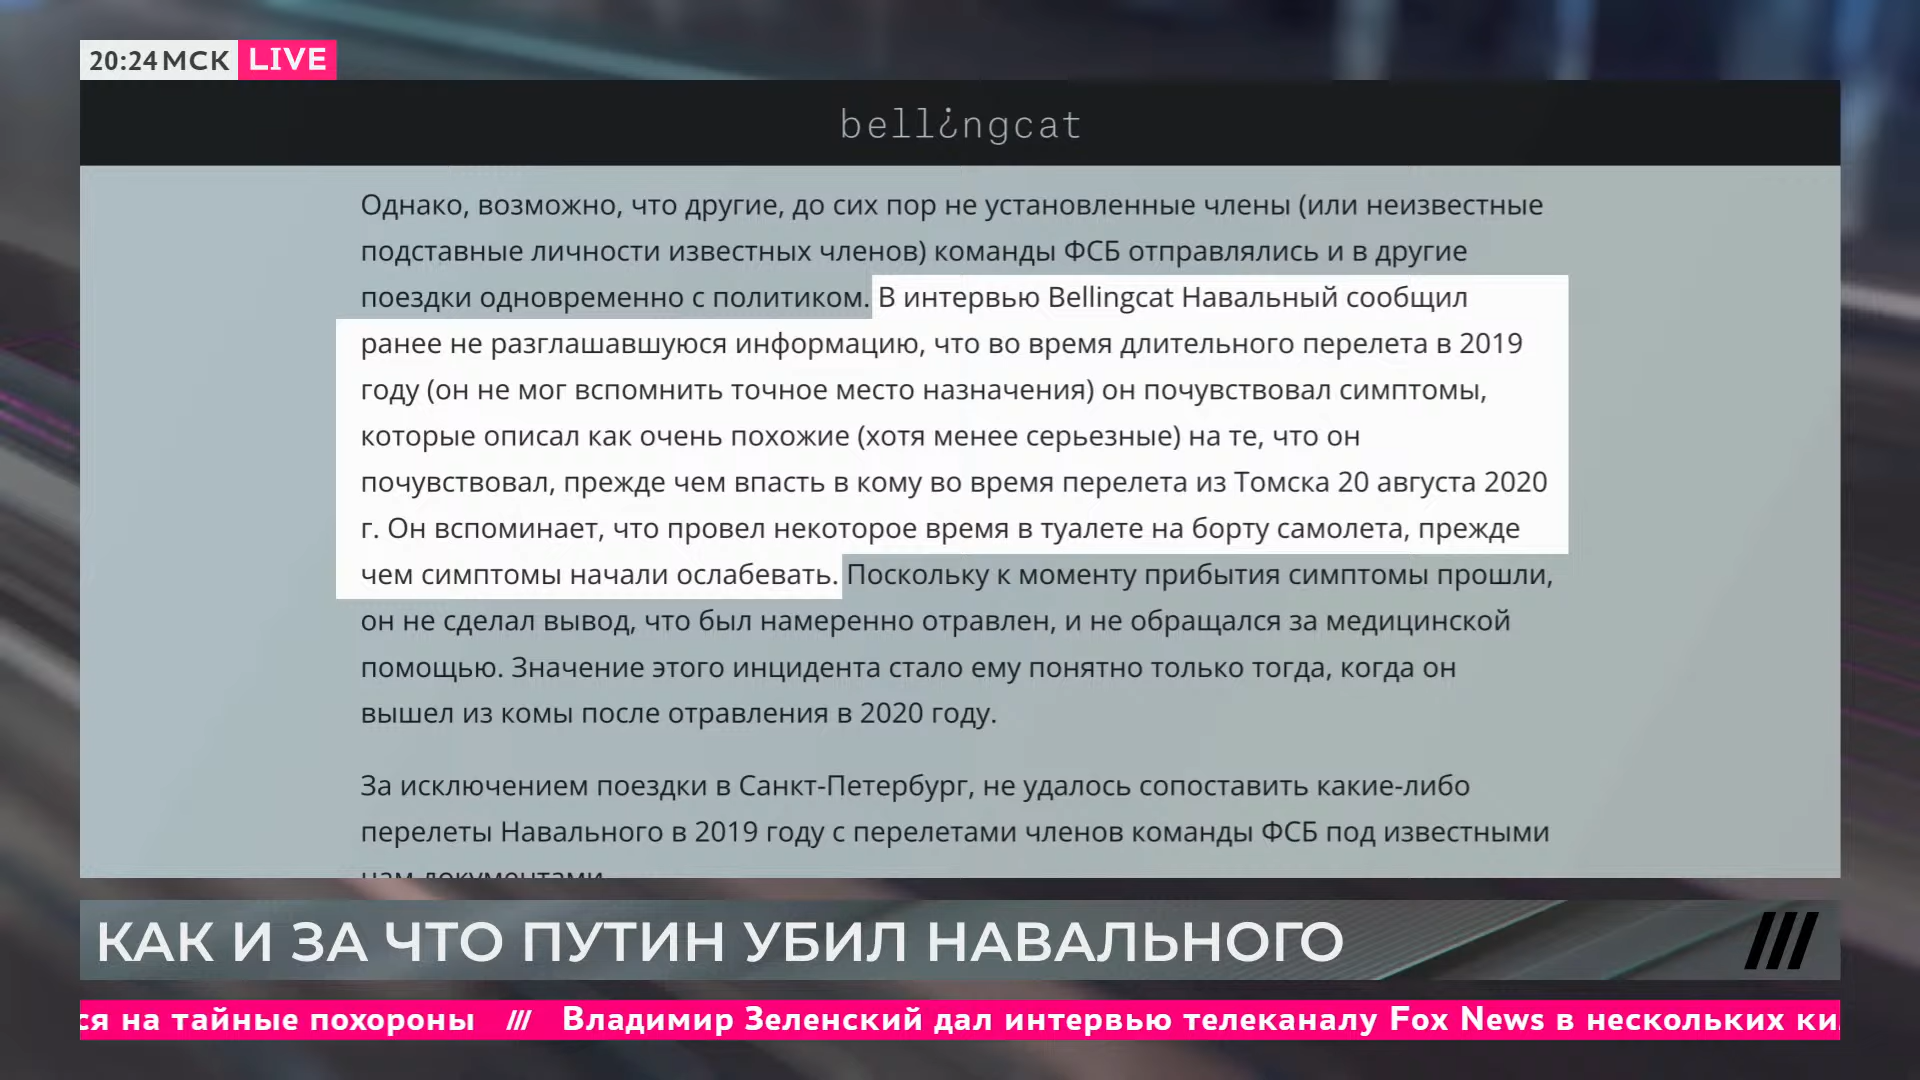 20:24 МСК LIVE
bell¿ngcat
Однако, возможно, что другие, до сих пор не установленные члены (или неизвестные
подставные личности известных членов) команды ФСБ отправлялись и в другие
поездки одновременно с политиком. В интервью Bellingcat Навальный сообщил
ранее не разглашавшуюся информацию, что во время длительного перелета в 2019
году (он не мог вспомнить точное место назначения) он почувствовал симптомы,
которые описал как очень похожие (хотя менее серьезные) на те, что он
почувствовал, прежде чем впасть в кому во время перелета из Томска 20 августа 2020
г. Он вспоминает, что провел некоторое время в туалете на борту самолета, прежде
чем симптомы начали ослабевать. Поскольку к моменту прибытия симптомы прошли,
он не сделал вывод, что был намеренно отравлен, и не обращался за медицинской
помощью. Значение этого инцидента стало ему понятно только тогда, когда он
вышел из комы после отравления в 2020 году.
За исключением поездки в Санкт-Петербург, не удалось сопоставить какие-либо
перелеты Навального в 2019 году с перелетами членов команды ФСБ под известными
нам документами
КАК И ЗА ЧТО ПУТИН УБИЛ НАВАЛЬНОГО
ся на тайные похороны /// Владимир Зеленский дал интервью телеканалу Fox News в нескольких ки